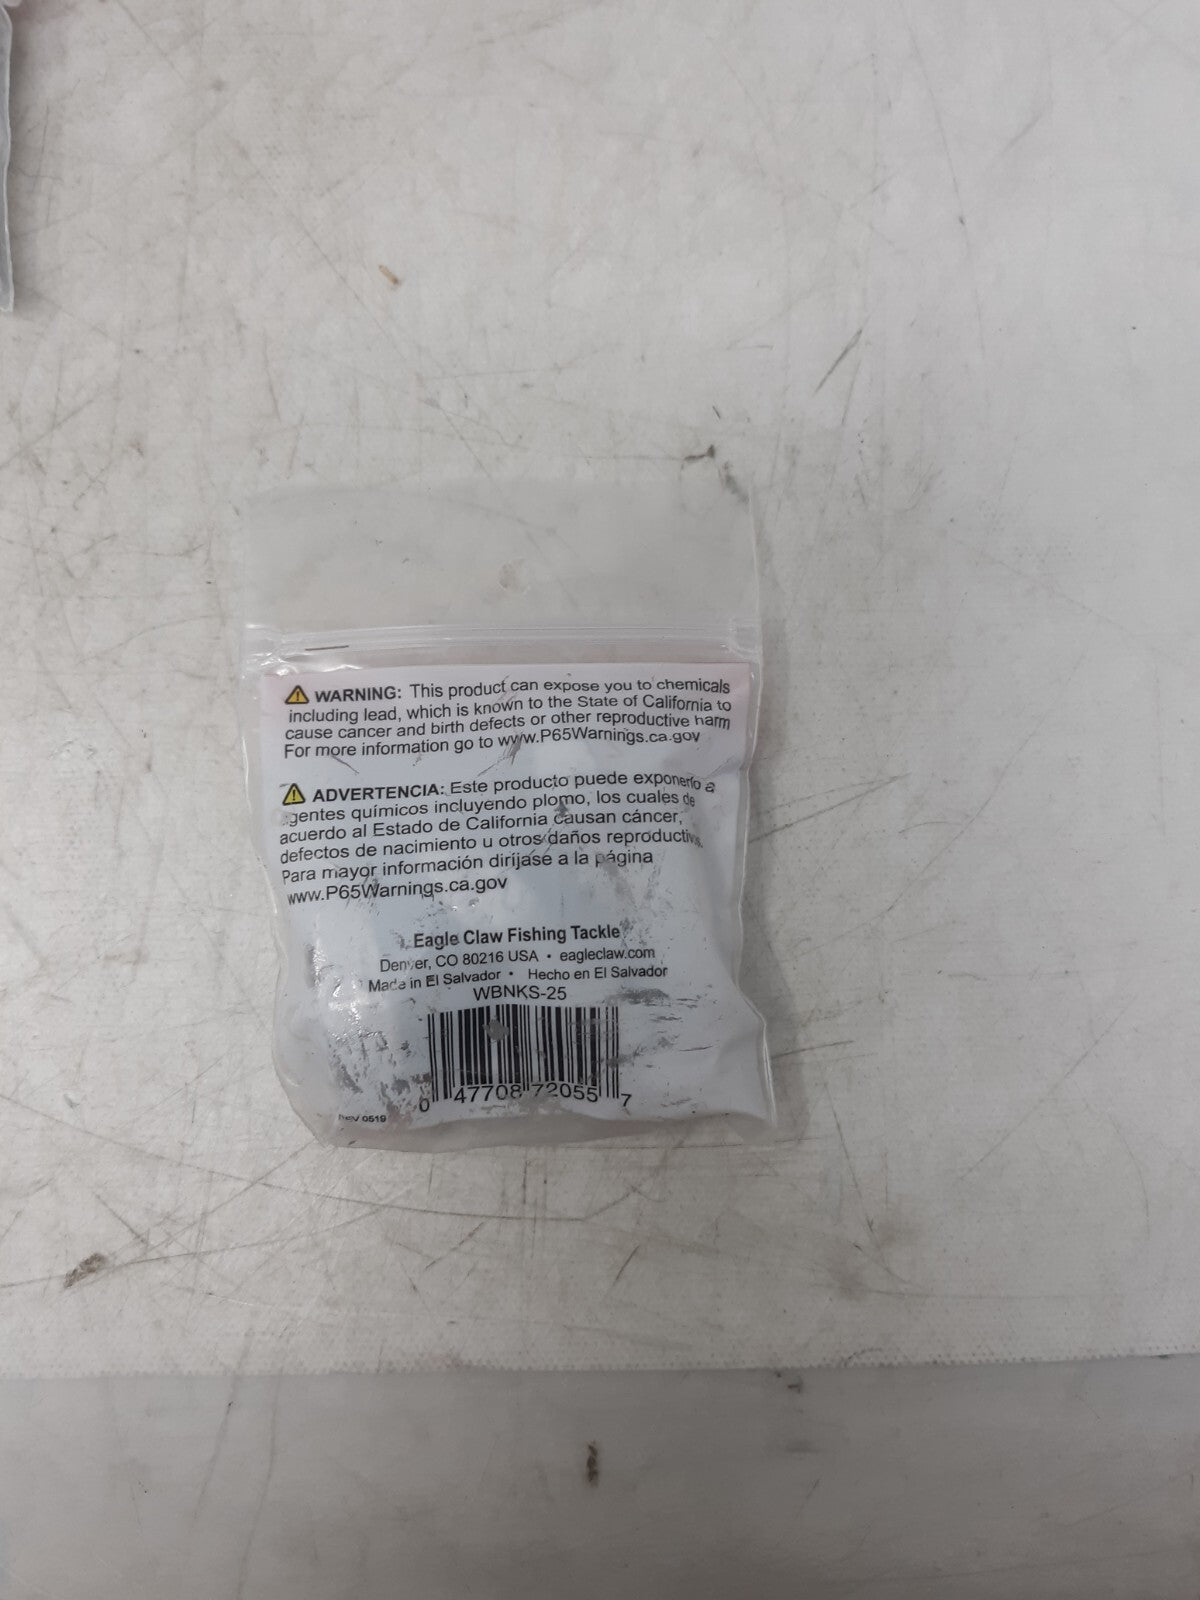 WARNING: This product can expose you to chemicals
including lead, which is known to the State of California to
cause cancer and birth defects or other reproductive harm
For more information go to www.P65Warnings.ca.gov
ADVERTENCIA: Este producto puede exponerlo a
agentes químicos incluyendo plomo, los cuales de
acuerdo al Estado de California causan cáncer,
defectos de nacimiento u otros daños reproductivos.
Para mayor información diríjase a la página
www.P65Warnings.ca.gov
Eagle Claw Fishing Tackle
Denver, CO 80216 USA • eagleclaw.com
Made in El Salvador • Hecho en El Salvador
WBNKS-25
0 47708 72055 7
Rev 0519